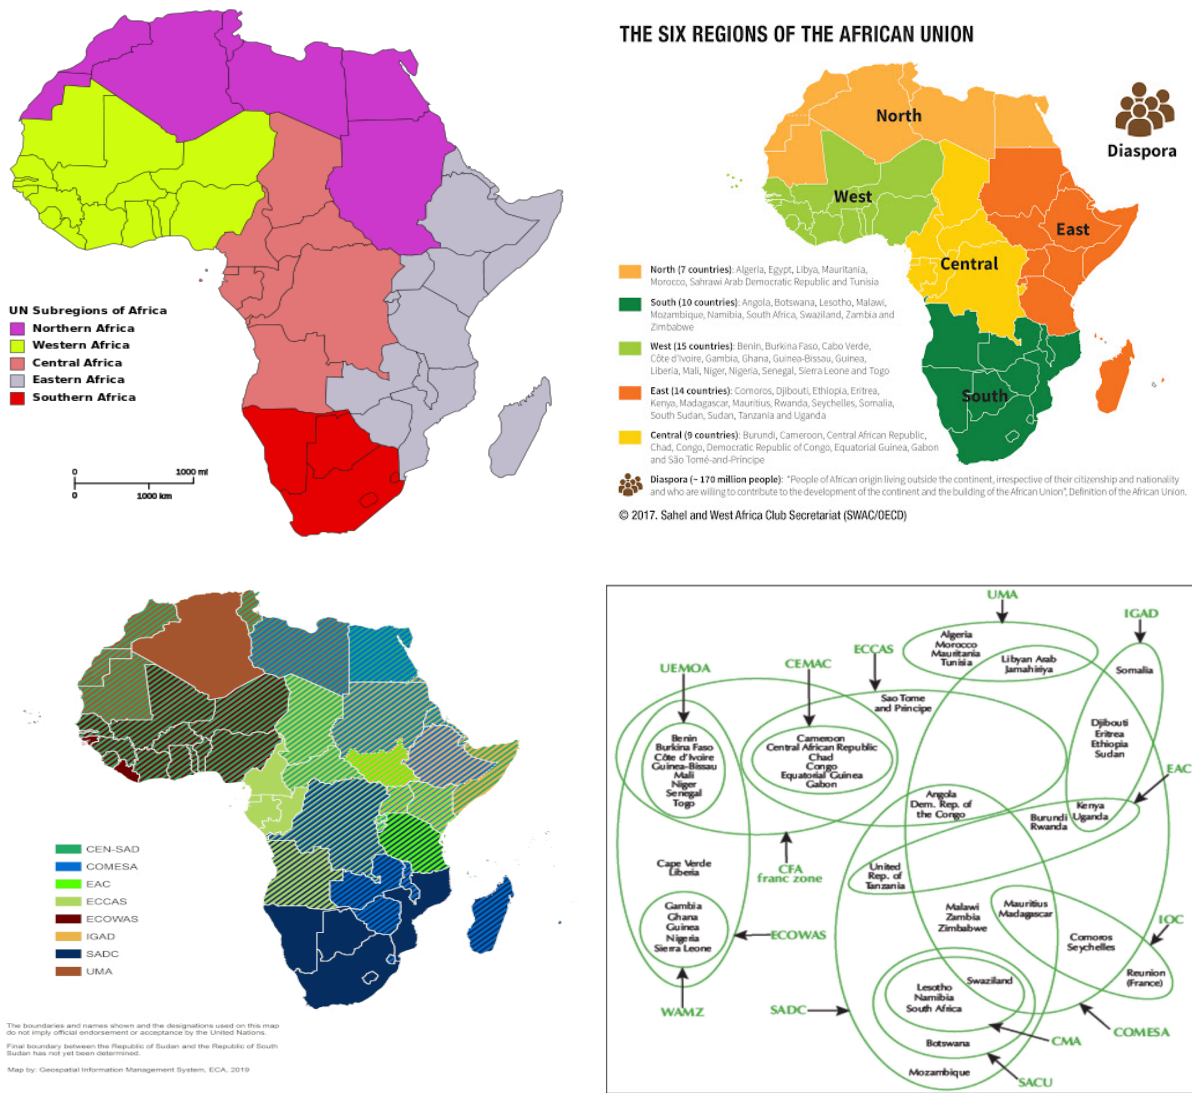 UN Subregions of Africa
Northern Africa
Western Africa
Central Africa
Eastern Africa
Southern Africa
0 1000 mi
0 1000 km
THE SIX REGIONS OF THE AFRICAN UNION
North
West
East
Central
South
Diaspora
North (7 countries): Algeria, Egypt, Libya, Mauritania,
Morocco, Sahrawi Arab Democratic Republic and Tunisia
South (10 countries): Angola, Botswana, Lesotho, Malawi,
Mozambique, Namibia, South Africa, Swaziland, Zambia and
Zimbabwe
West (15 countries): Benin, Burkina Faso, Cabo Verde,
Côte d'Ivoire, Gambia, Ghana, Guinea-Bissau, Guinea,
Liberia, Mali, Niger, Nigeria, Senegal, Sierra Leone and Togo
East (14 countries): Comoros, Djibouti, Ethiopia, Eritrea,
Kenya, Madagascar, Mauritius, Rwanda, Seychelles, Somalia,
South Sudan, Sudan, Tanzania and Uganda
Central (9 countries): Burundi, Cameroon, Central African Republic,
Chad, Congo, Democratic Republic of Congo, Equatorial Guinea, Gabon
and São Tomé-and-Príncipe
Diaspora (~ 170 million people): "People of African origin living outside the continent, irrespective of their citizenship and nationality
and who are willing to contribute to the development of the continent and the building of the African Union", Definition of the African Union.
© 2017. Sahel and West Africa Club Secretariat (SWAC/OECD)
CEN-SAD
COMESA
EAC
ECCAS
ECOWAS
IGAD
SADC
UMA
The boundaries and names shown and the designations used on this map
do not imply official endorsement or acceptance by the United Nations.
Final boundary between the Republic of Sudan and the Republic of South
Sudan has not yet been determined.
Map by: Geospatial Information Management System, ECA, 2019
UMA
IGAD
ECCAS
CEMAC
UEMOA
Algeria
Morocco
Mauritania
Tunisia
Libyan Arab
Jamahiriya
Somalia
Sao Tome
and Principe
Benin
Burkina Faso
Côte d'Ivoire
Guinea-Bissau
Mali
Niger
Senegal
Togo
Cameroon
Central African Republic
Chad
Congo
Equatorial Guinea
Gabon
Djibouti
Eritrea
Ethiopia
Sudan
EAC
Angola
Dem. Rep. of
the Congo
Kenya
Uganda
Burundi
Rwanda
Cape Verde
Liberia
CFA
franc zone
United
Rep. of
Tanzania
Gambia
Ghana
Guinea
Nigeria
Sierra Leone
ECOWAS
Malawi
Zambia
Zimbabwe
Mauritius
Madagascar
IOC
Comoros
Seychelles
Reunion
(France)
WAMZ
SADC
Swaziland
Lesotho
Namibia
South Africa
COMESA
CMA
Botswana
Mozambique
SACU